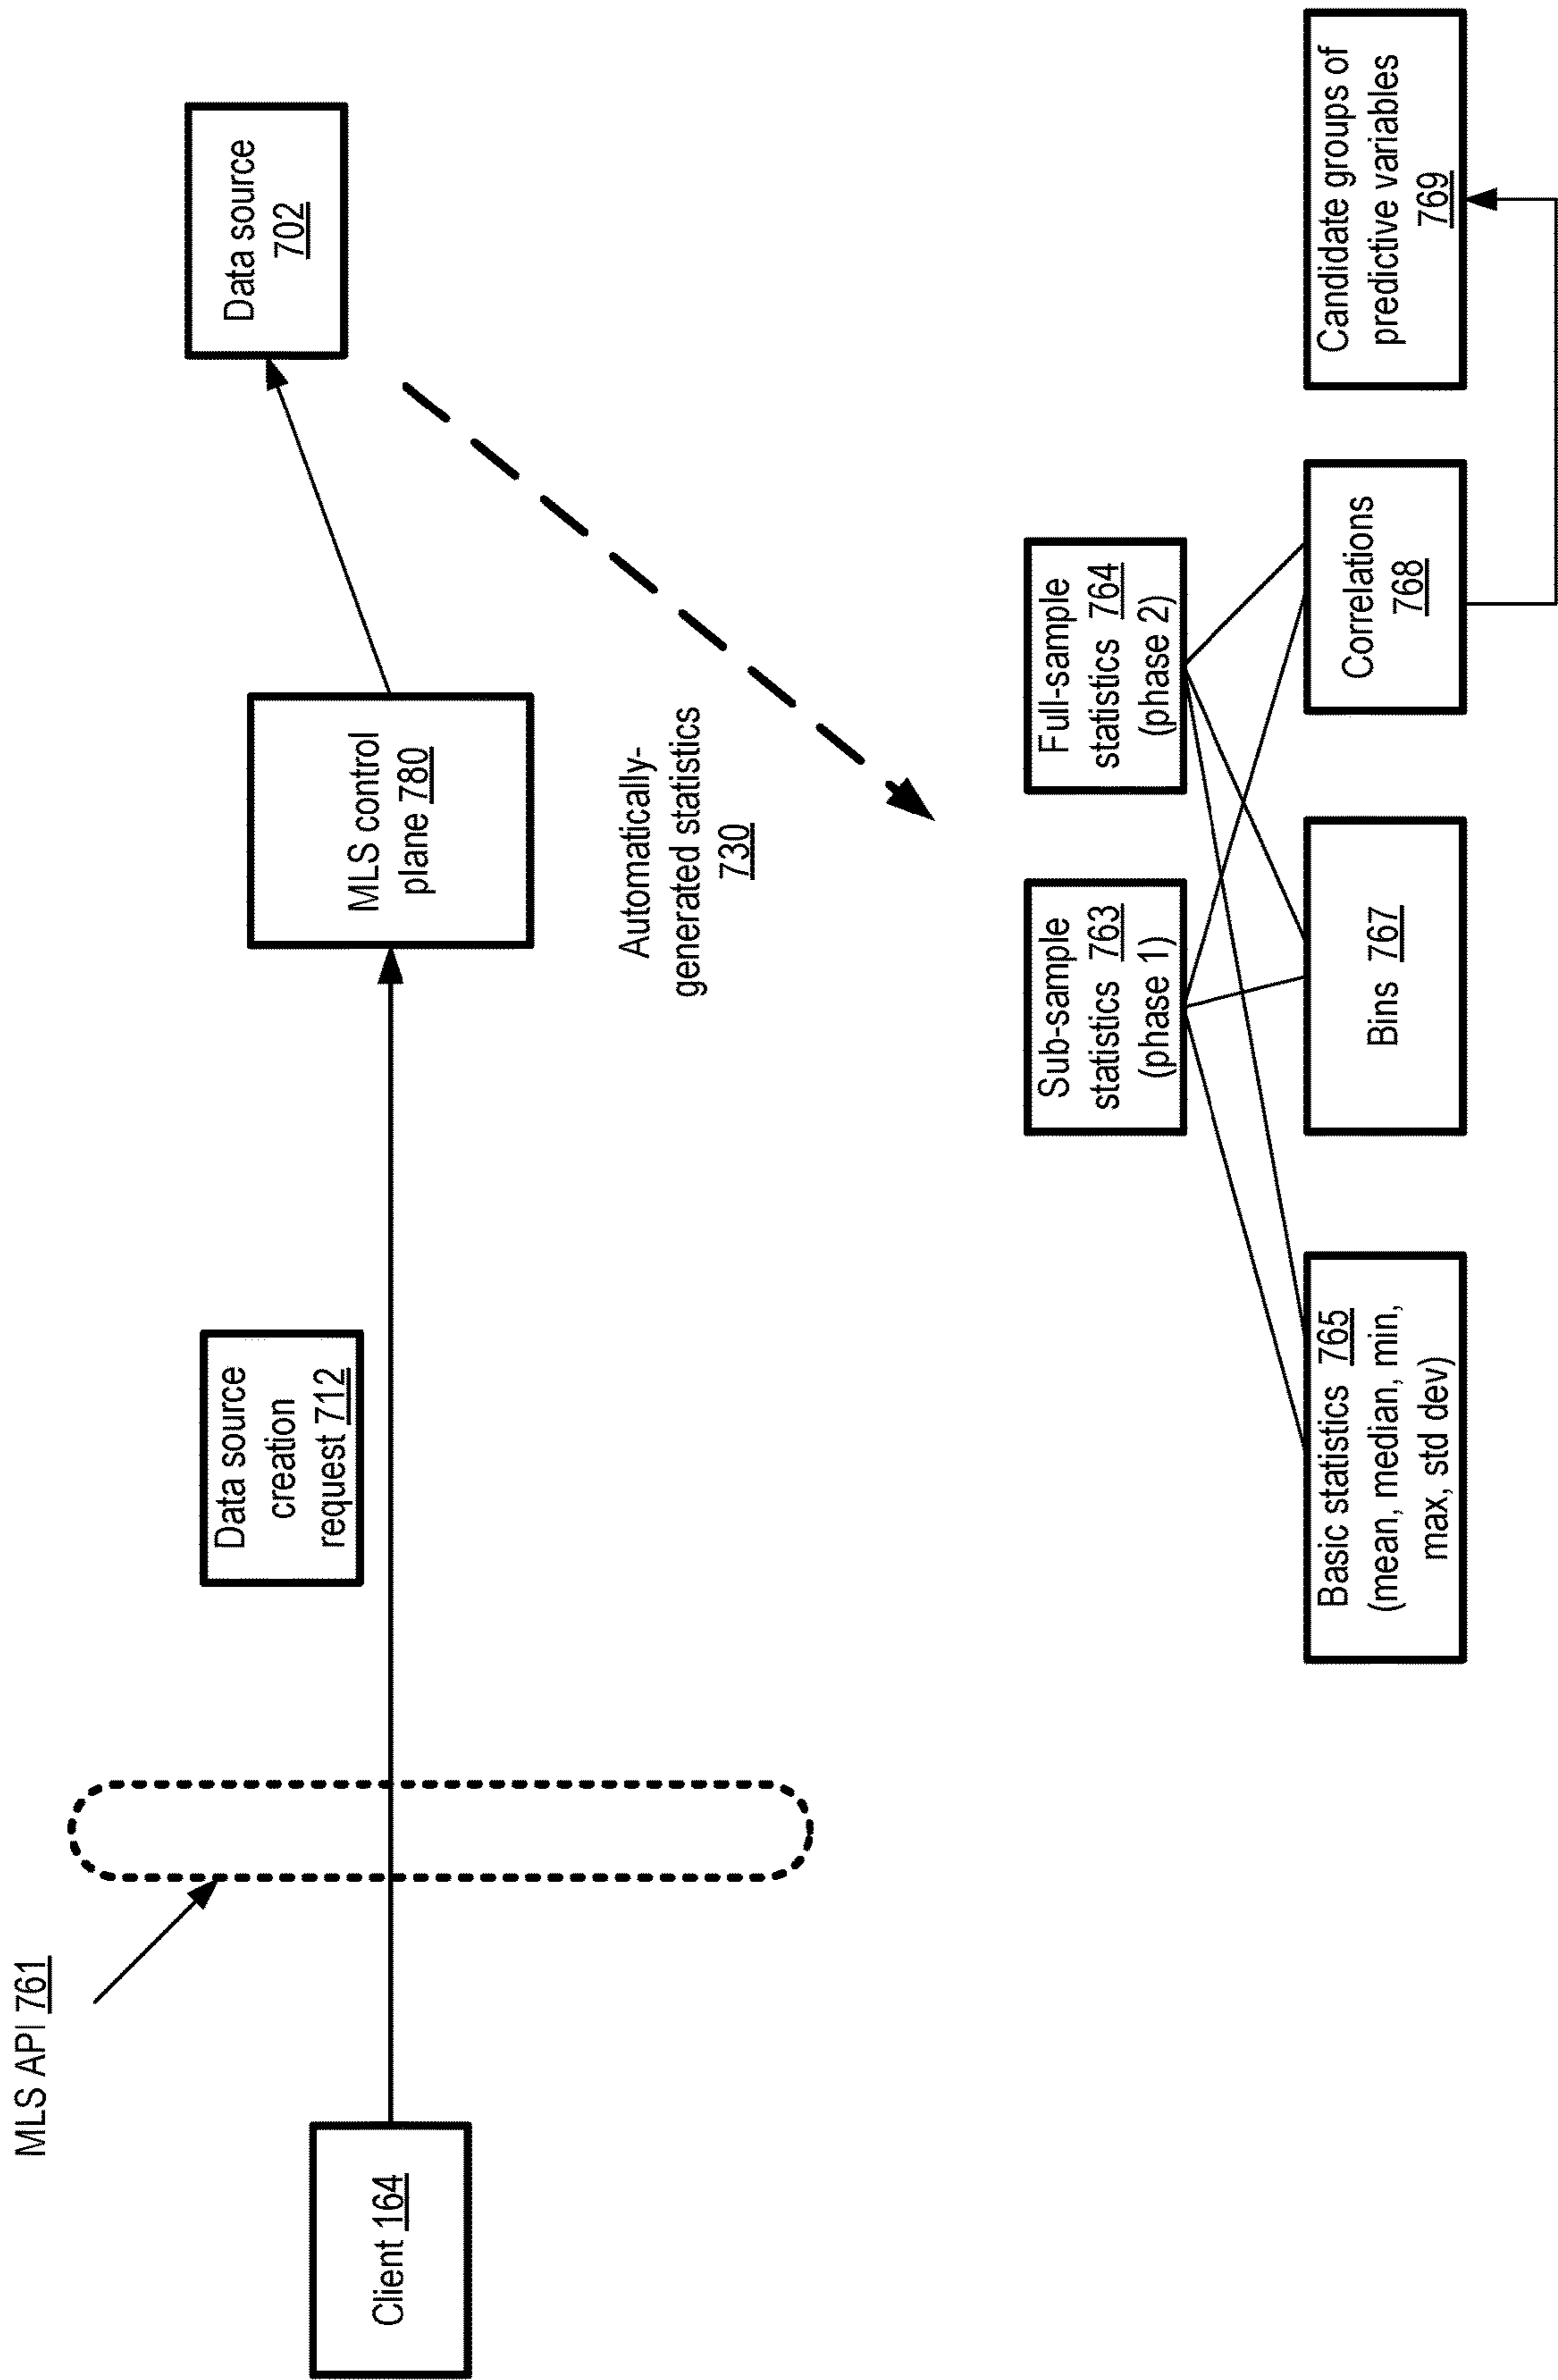 MLS API 761
Client 164
Data source
creation
request 712
MLS control
plane 780
Data source
702
Automatically-
generated statistics
730
Sub-sample
statistics 763
(phase 1)
Full-sample
statistics 764
(phase 2)
Basic statistics 765
(mean, median, min,
max, std dev)
Bins 767
Correlations
768
Candidate groups of
predictive variables
769